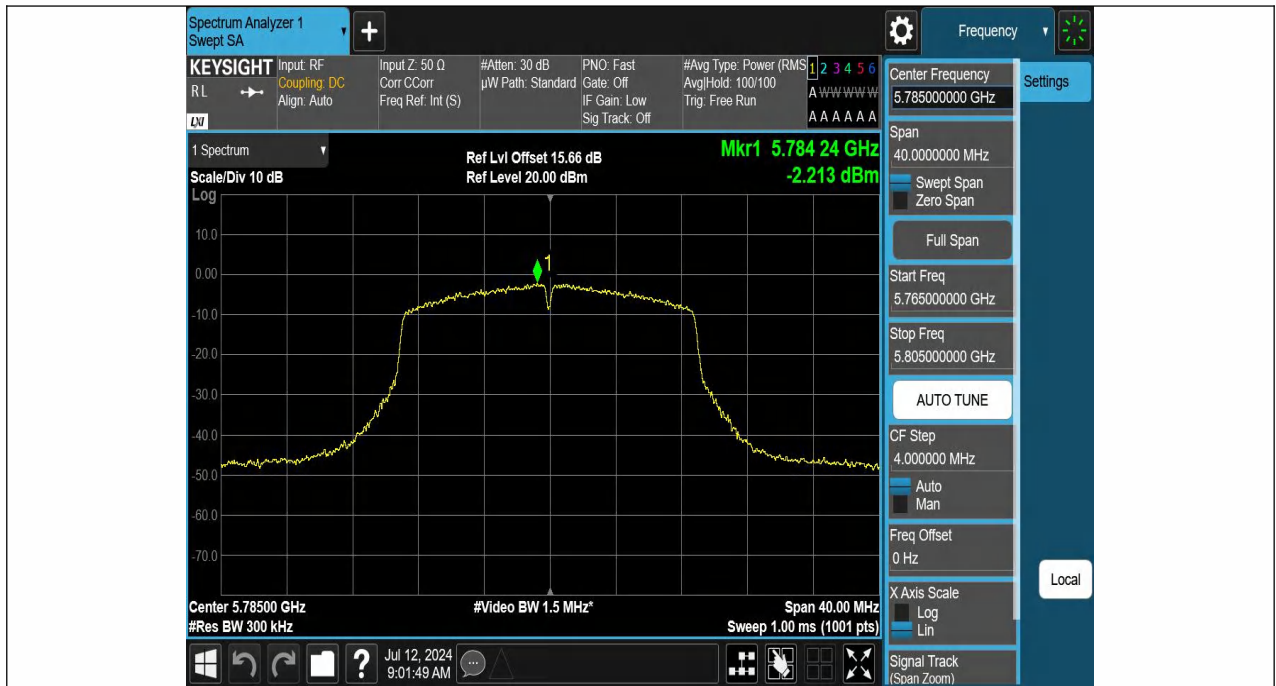 Spectrum Analyzer 1
Swept SA
+
Frequency
KEYSIGHT
RL
LXI
Input: RF
Coupling: DC
Align: Auto
Input Z: 50 Ω
Corr CCorr
Freq Ref: Int (S)
#Atten: 30 dB
µW Path: Standard
PNO: Fast
Gate: Off
IF Gain: Low
Sig Track: Off
#Avg Type: Power (RMS
Avg|Hold: 100/100
Trig: Free Run
1 2 3 4 5 6
A W W W W W
A A A A A A
1 Spectrum
Scale/Div 10 dB
Log
Ref Lvl Offset 15.66 dB
Ref Level 20.00 dBm
Mkr1 5.784 24 GHz
-2.213 dBm
1
10.0
0.00
-10.0
-20.0
-30.0
-40.0
-50.0
-60.0
-70.0
Center 5.78500 GHz
#Res BW 300 kHz
#Video BW 1.5 MHz*
Span 40.00 MHz
Sweep 1.00 ms (1001 pts)
?
Jul 12, 2024
9:01:49 AM
Center Frequency
5.785000000 GHz
Settings
Span
40.0000000 MHz
Swept Span
Zero Span
Full Span
Start Freq
5.765000000 GHz
Stop Freq
5.805000000 GHz
AUTO TUNE
CF Step
4.000000 MHz
Auto
Man
Freq Offset
0 Hz
X Axis Scale
Log
Lin
Signal Track
(Span Zoom)
Local